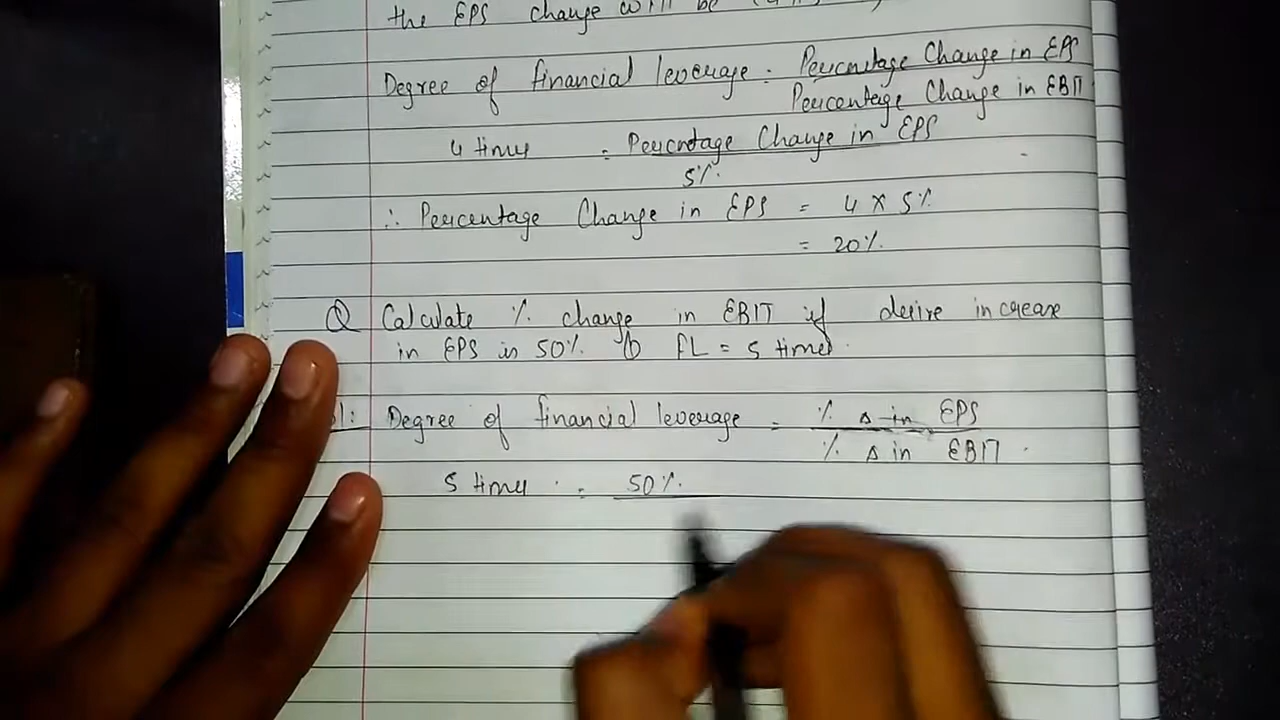 the EPS change will be
Degree of financial leverage = Percentage Change in EPS
Percentage Change in EBIT
4 times = Percentage Change in EPS
5%
∴ Percentage Change in EPS = 4 x 5%
= 20%
Q Calculate % change in EBIT if desire increase
in EPS is 50% & FL = 5 times
Degree of financial leverage = % Δ in EPS
% Δ in EBIT
5 times = 50%